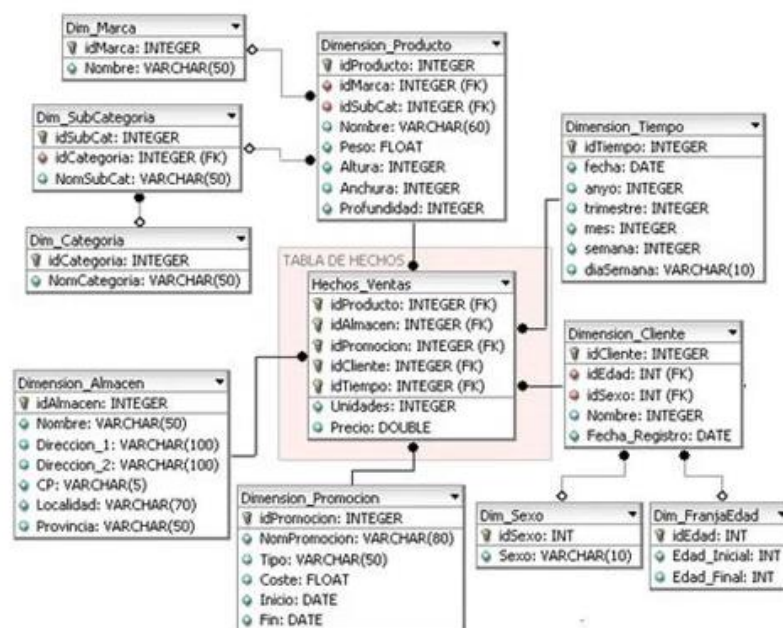 Dim_Marca
idMarca: INTEGER
Nombre: VARCHAR(50)
Dimension_Producto
idProducto: INTEGER
idMarca: INTEGER (FK)
idSubCat: INTEGER (FK)
Nombre: VARCHAR(60)
Peso: FLOAT
Altura: INTEGER
Anchura: INTEGER
Profundidad: INTEGER
Dim_SubCategoria
idSubCat: INTEGER
idCategoria: INTEGER (FK)
NomSubCat: VARCHAR(50)
Dimension_Tiempo
idTiempo: INTEGER
fecha: DATE
anyo: INTEGER
trimestre: INTEGER
mes: INTEGER
semana: INTEGER
diaSemana: VARCHAR(10)
Dim_Categoria
idCategoria: INTEGER
NomCategoria: VARCHAR(50)
TABLA DE HECHOS
Hechos_Ventas
idProducto: INTEGER (FK)
idAlmacen: INTEGER (FK)
idPromocion: INTEGER (FK)
idCliente: INTEGER (FK)
idTiempo: INTEGER (FK)
Unidades: INTEGER
Precio: DOUBLE
Dimension_Cliente
idCliente: INTEGER
idEdad: INT (FK)
idSexo: INT (FK)
Nombre: INTEGER
Fecha_Registro: DATE
Dimension_Almacen
idAlmacen: INTEGER
Nombre: VARCHAR(50)
Direccion_1: VARCHAR(100)
Direccion_2: VARCHAR(100)
CP: VARCHAR(5)
Localidad: VARCHAR(70)
Provincia: VARCHAR(50)
Dimension_Promocion
idPromocion: INTEGER
NomPromocion: VARCHAR(80)
Tipo: VARCHAR(50)
Coste: FLOAT
Inicio: DATE
Fin: DATE
Dim_Sexo
idSexo: INT
Sexo: VARCHAR(10)
Dim_FranjaEdad
idEdad: INT
Edad_Inicial: INT
Edad_Final: INT